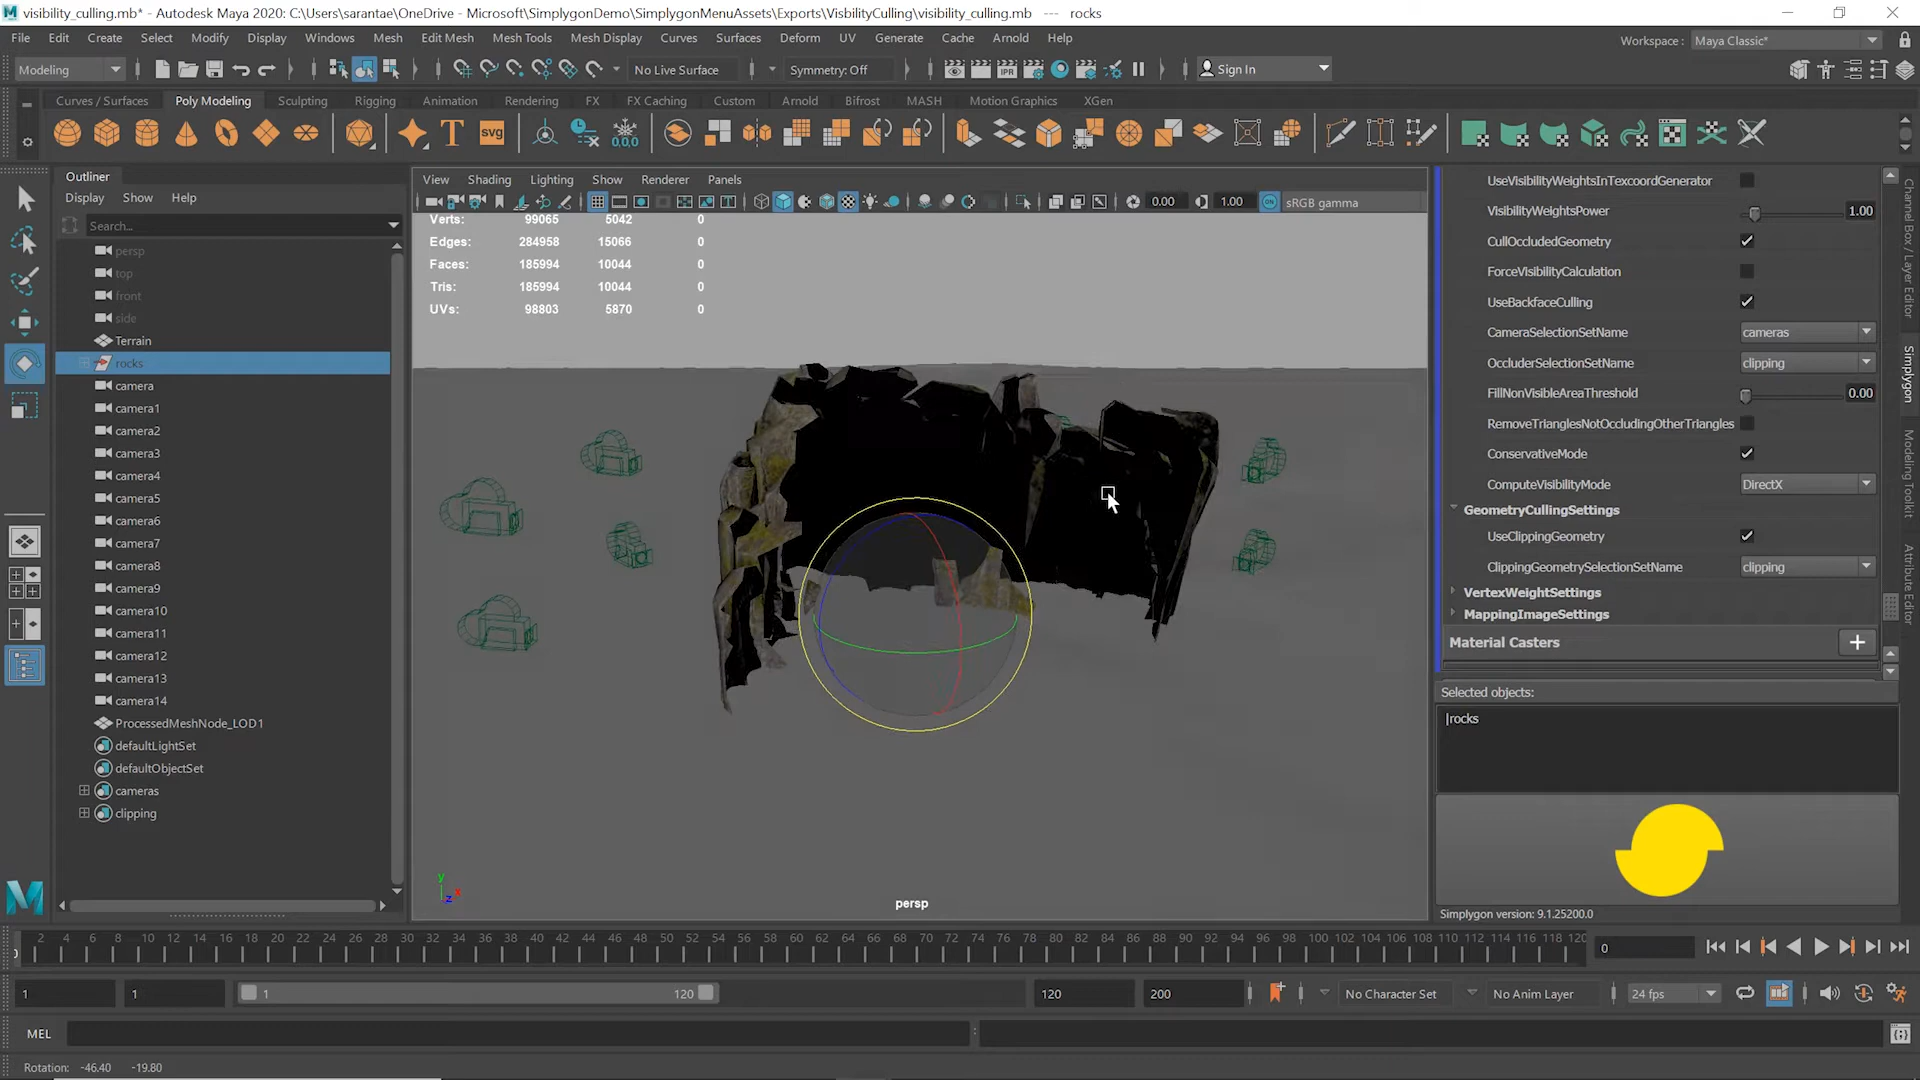 visibility_culling.mb* - Autodesk Maya 2020: C:\Users\sarantae\OneDrive - Microsoft\SimplygonDemo\SimplygonMenuAssets\Exports\VisbilityCulling\visibility_culling.mb --- rocks
File Edit Create Select Modify Display Windows Mesh Edit Mesh Mesh Tools Mesh Display Curves Surfaces Deform UV Generate Cache Arnold Help
Workspace : Maya Classic*
Modeling No Live Surface Symmetry: Off Sign In
Curves / Surfaces Poly Modeling Sculpting Rigging Animation Rendering FX FX Caching Custom Arnold Bifrost MASH Motion Graphics XGen
T svg 0,0,0
Outliner
Display Show Help
Search...
persp
top
front
side
Terrain
rocks
camera
camera1
camera2
camera3
camera4
camera5
camera6
camera7
camera8
camera9
camera10
camera11
camera12
camera13
camera14
ProcessedMeshNode_LOD1
defaultLightSet
defaultObjectSet
cameras
clipping
View Shading Lighting Show Renderer Panels
0.00 1.00 sRGB gamma
Verts: 99065 5042 0
Edges: 284958 15066 0
Faces: 185994 10044 0
Tris: 185994 10044 0
UVs: 98803 5870 0
y x z
persp
UseVisibilityWeightsInTexcoordGenerator
VisibilityWeightsPower 1.00
CullOccludedGeometry
ForceVisibilityCalculation
UseBackfaceCulling
CameraSelectionSetName cameras
OccluderSelectionSetName clipping
FillNonVisibleAreaThreshold 0.00
RemoveTrianglesNotOccludingOtherTriangles
ConservativeMode
ComputeVisibilityMode DirectX
GeometryCullingSettings
UseClippingGeometry
ClippingGeometrySelectionSetName clipping
VertexWeightSettings
MappingImageSettings
Material Casters +
Selected objects:
|rocks
Simplygon version: 9.1.25200.0
Channel Box / Layer Editor
Simplygon
Modeling Toolkit
Attribute Editor
2 4 6 8 10 12 14 16 18 20 22 24 26 28 30 32 34 36 38 40 42 44 46 48 50 52 54 56 58 60 62 64 66 68 70 72 74 76 78 80 82 84 86 88 90 92 94 96 98 100 102 104 106 108 110 112 114 116 118 120
0
1 1 1 120 120 200 No Character Set No Anim Layer 24 fps
MEL
Rotation: -46.40 -19.80